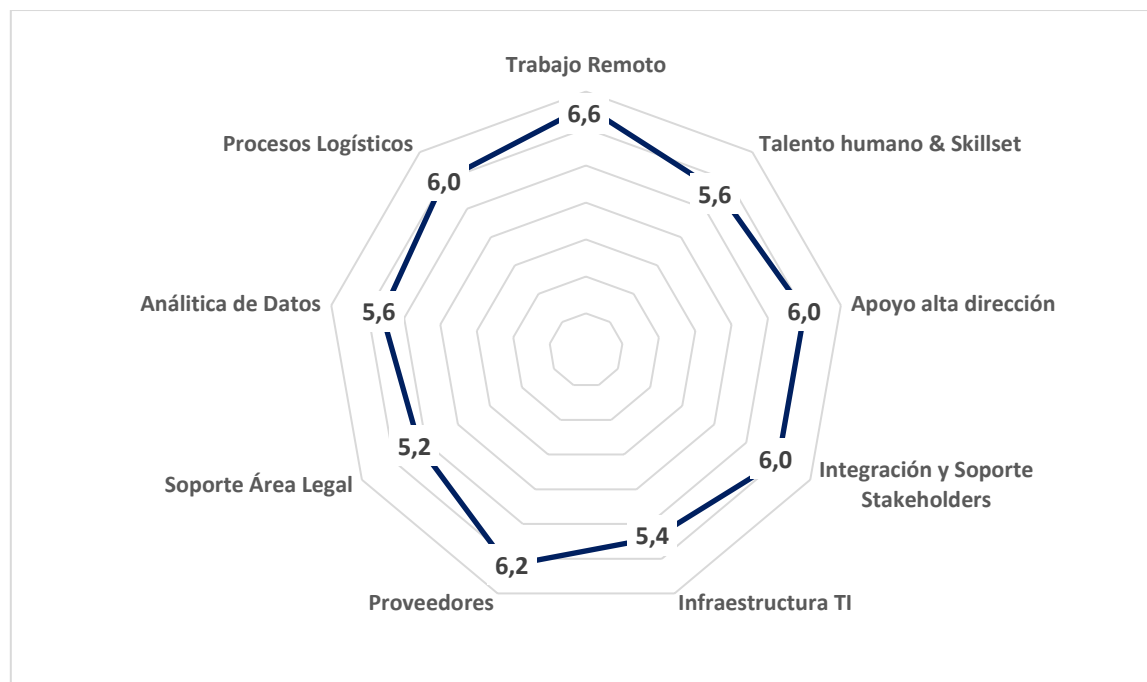 Trabajo Remoto
6,6
Procesos Logísticos
Talento humano & Skillset
6,0
5,6
Análitica de Datos
5,6
6,0
Apoyo alta dirección
Soporte Área Legal
5,2
6,0
Integración y Soporte
Stakeholders
5,4
6,2
Proveedores
Infraestructura TI